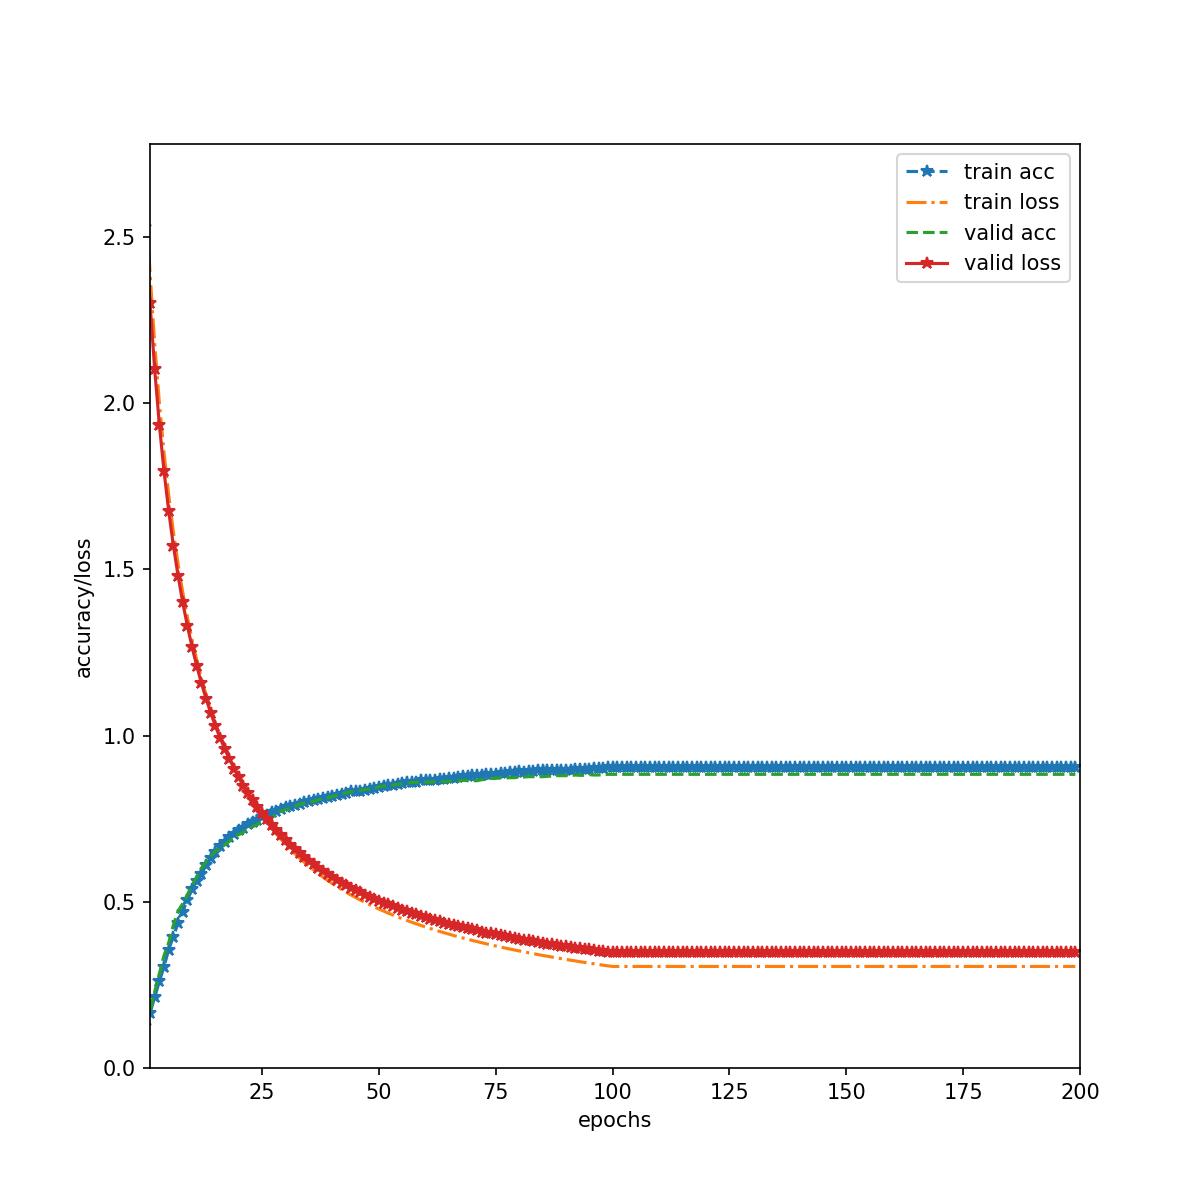 train acc
train loss
valid acc
valid loss
2.5
2.0
1.5
1.0
0.5
0.0
accuracy/loss
25 50 75 100 125 150 175 200
epochs